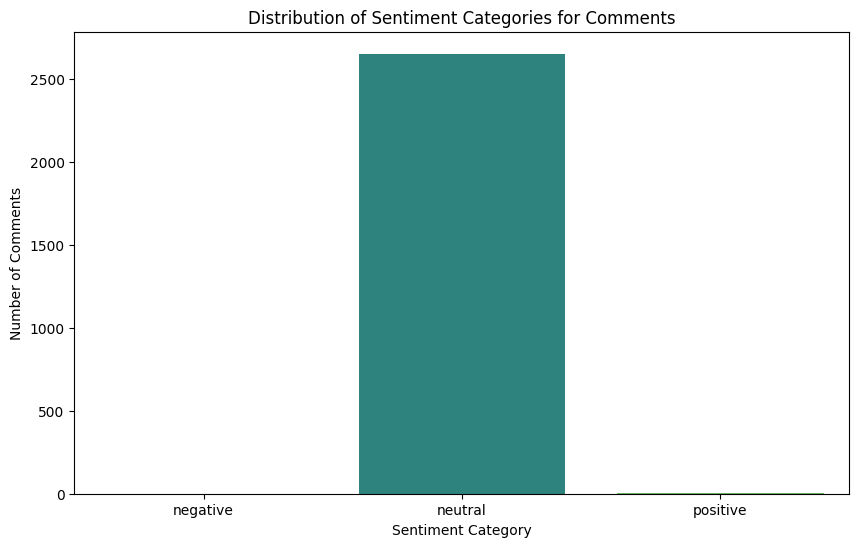 Distribution of Sentiment Categories for Comments
2500
2000
1500
1000
500
0
Number of Comments
negative neutral positive
Sentiment Category